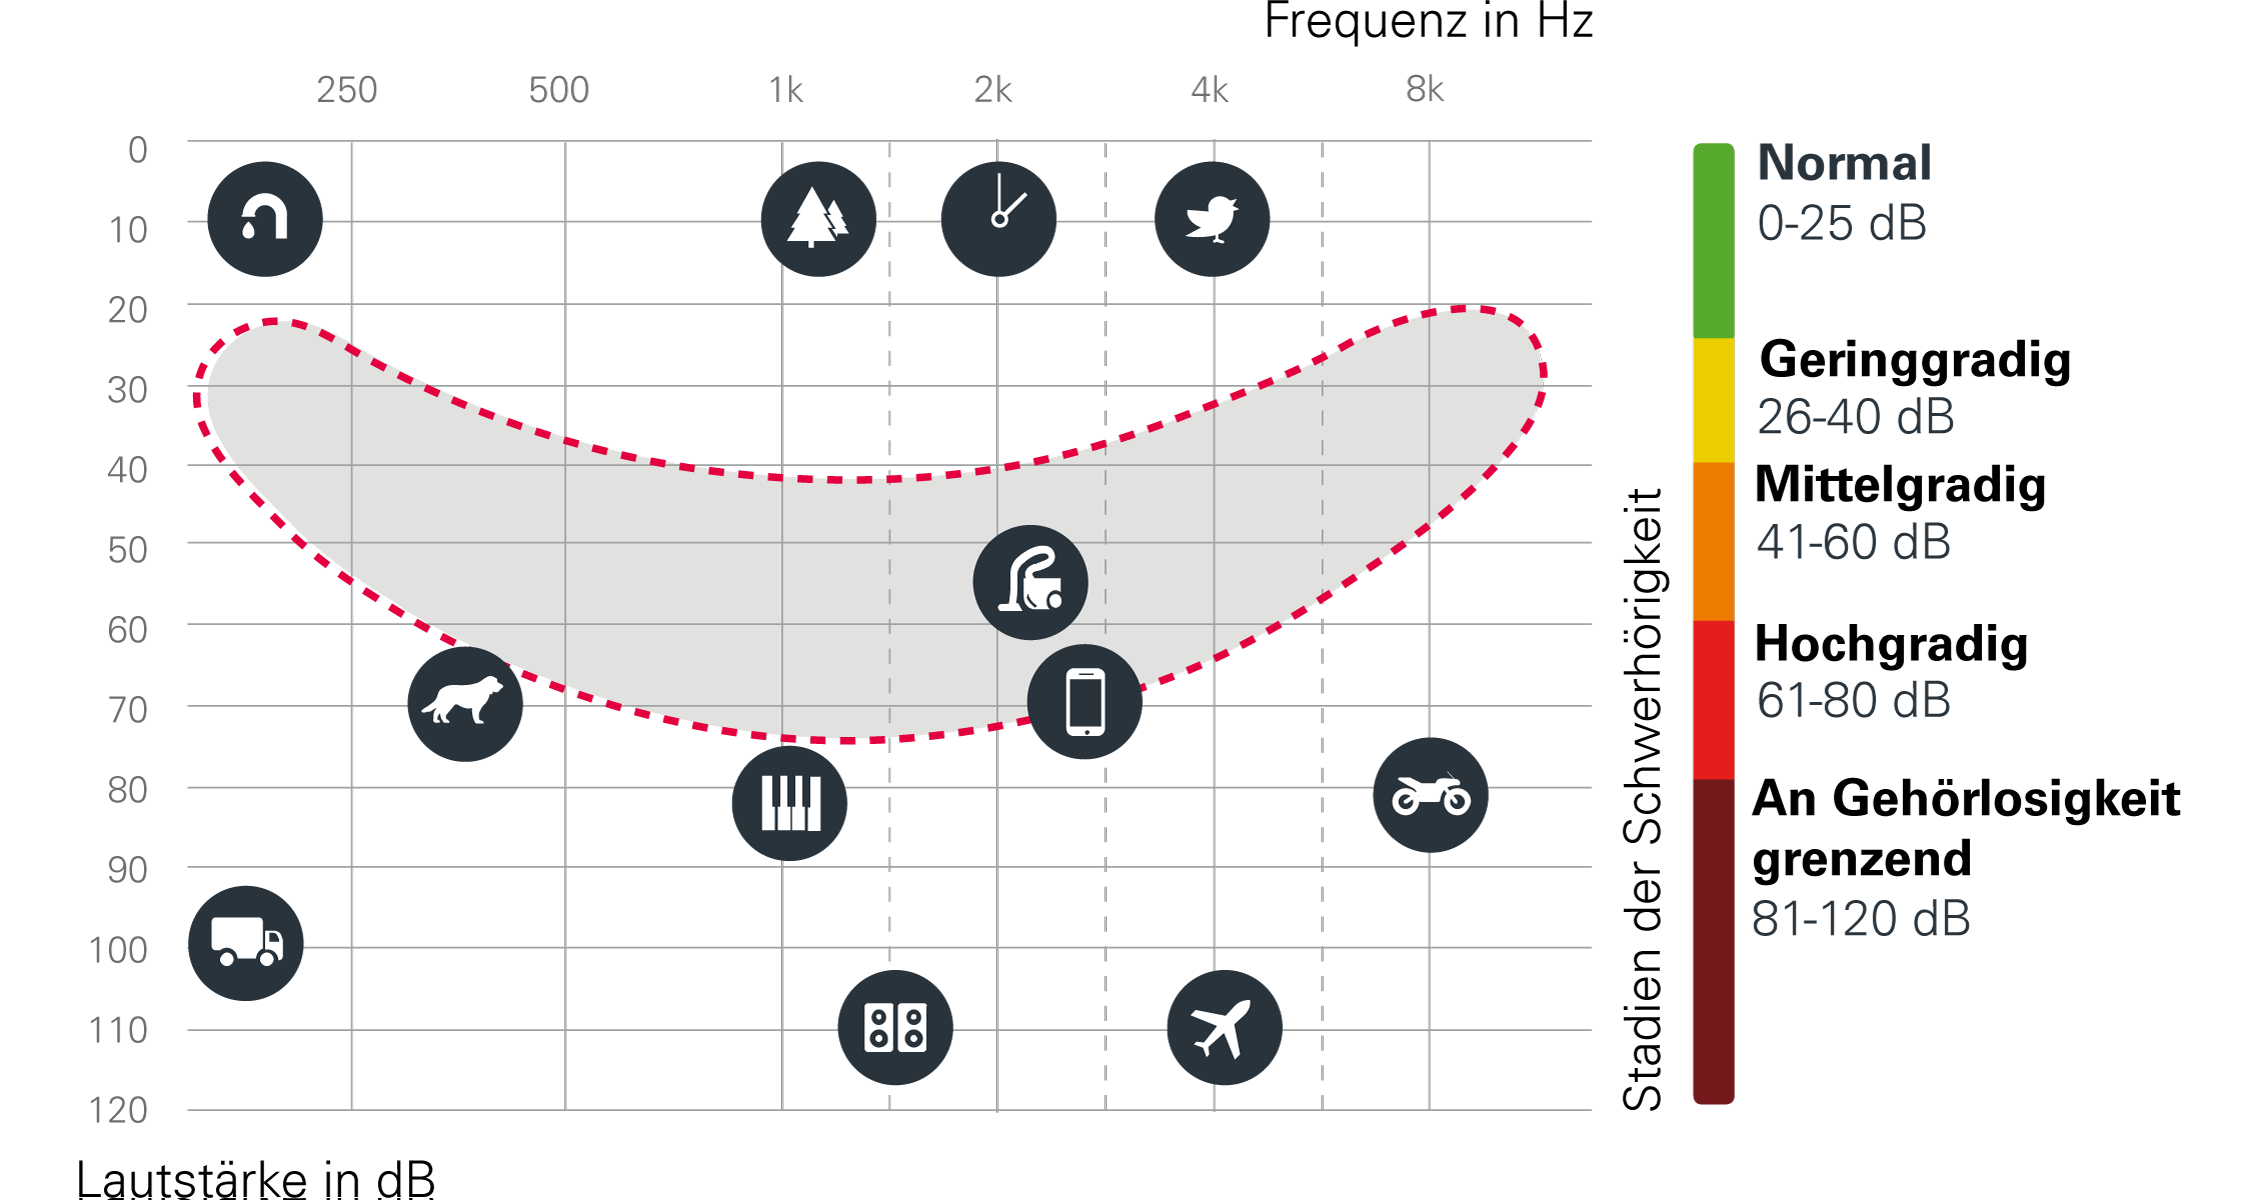 Frequenz in Hz
250 500 1k 2k 4k 8k
0
10
20
30
40
50
60
70
80
90
100
110
120
Lautstärke in dB
Stadien der Schwerhörigkeit
Normal
0-25 dB
Geringgradig
26-40 dB
Mittelgradig
41-60 dB
Hochgradig
61-80 dB
An Gehörlosigkeit
grenzend
81-120 dB